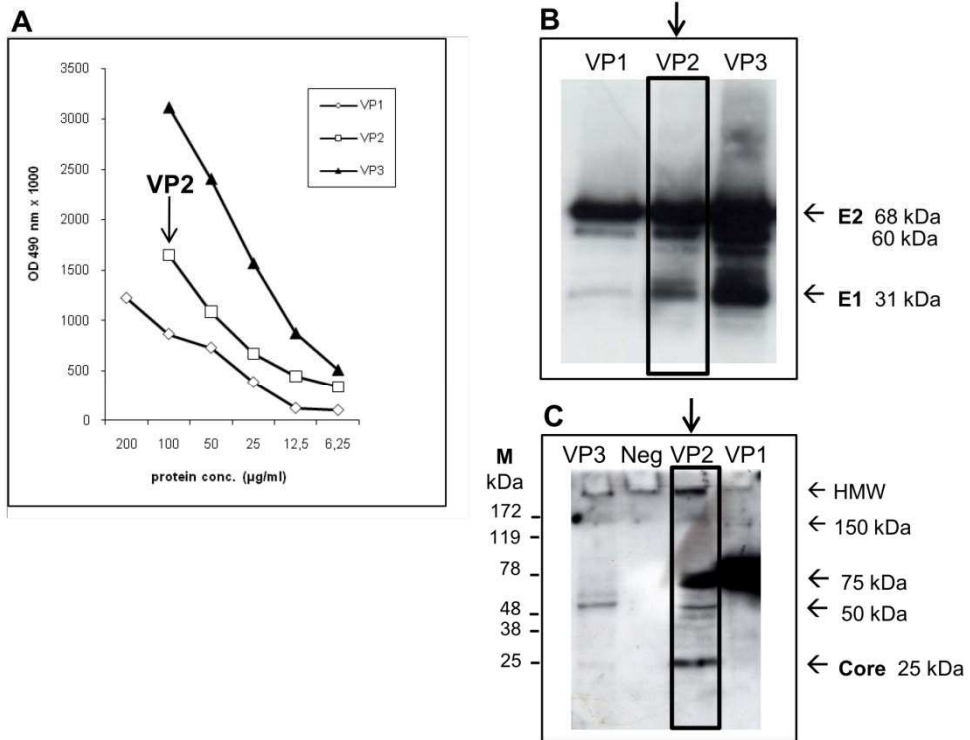 A
3500
3000
2500
2000
1500
1000
500
0
OD 490 nm x 1000
VP2
VP1
VP2
VP3
200 100 50 25 12,5 6,25
protein conc. (µg/ml)
B
VP1 VP2 VP3
← E2 68 kDa
60 kDa
← E1 31 kDa
C
M
kDa
VP3 Neg VP2 VP1
172
119
78
48
38
25
← HMW
← 150 kDa
← 75 kDa
← 50 kDa
← Core 25 kDa